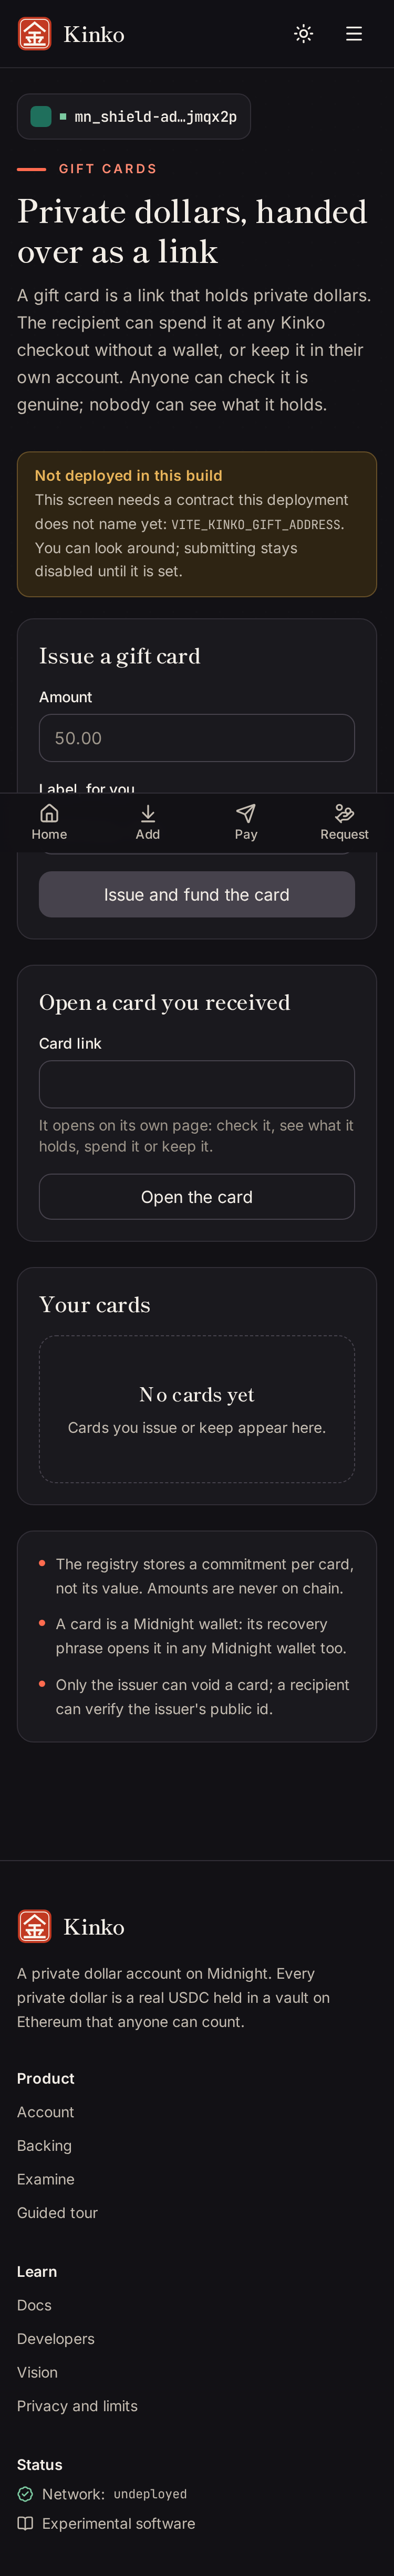 金 Kinko
mn_shield-ad…jmqx2p
GIFT CARDS
Private dollars, handed
over as a link
A gift card is a link that holds private dollars.
The recipient can spend it at any Kinko
checkout without a wallet, or keep it in their
own account. Anyone can check it is
genuine; nobody can see what it holds.
Not deployed in this build
This screen needs a contract this deployment
does not name yet: VITE_KINKO_GIFT_ADDRESS.
You can look around; submitting stays
disabled until it is set.
Issue a gift card
Amount
50.00
Label, for you
Home Add Pay Request
Issue and fund the card
Open a card you received
Card link
It opens on its own page: check it, see what it
holds, spend it or keep it.
Open the card
Your cards
No cards yet
Cards you issue or keep appear here.
The registry stores a commitment per card,
not its value. Amounts are never on chain.
A card is a Midnight wallet: its recovery
phrase opens it in any Midnight wallet too.
Only the issuer can void a card; a recipient
can verify the issuer's public id.
金 Kinko
A private dollar account on Midnight. Every
private dollar is a real USDC held in a vault on
Ethereum that anyone can count.
Product
Account
Backing
Examine
Guided tour
Learn
Docs
Developers
Vision
Privacy and limits
Status
Network: undeployed
Experimental software